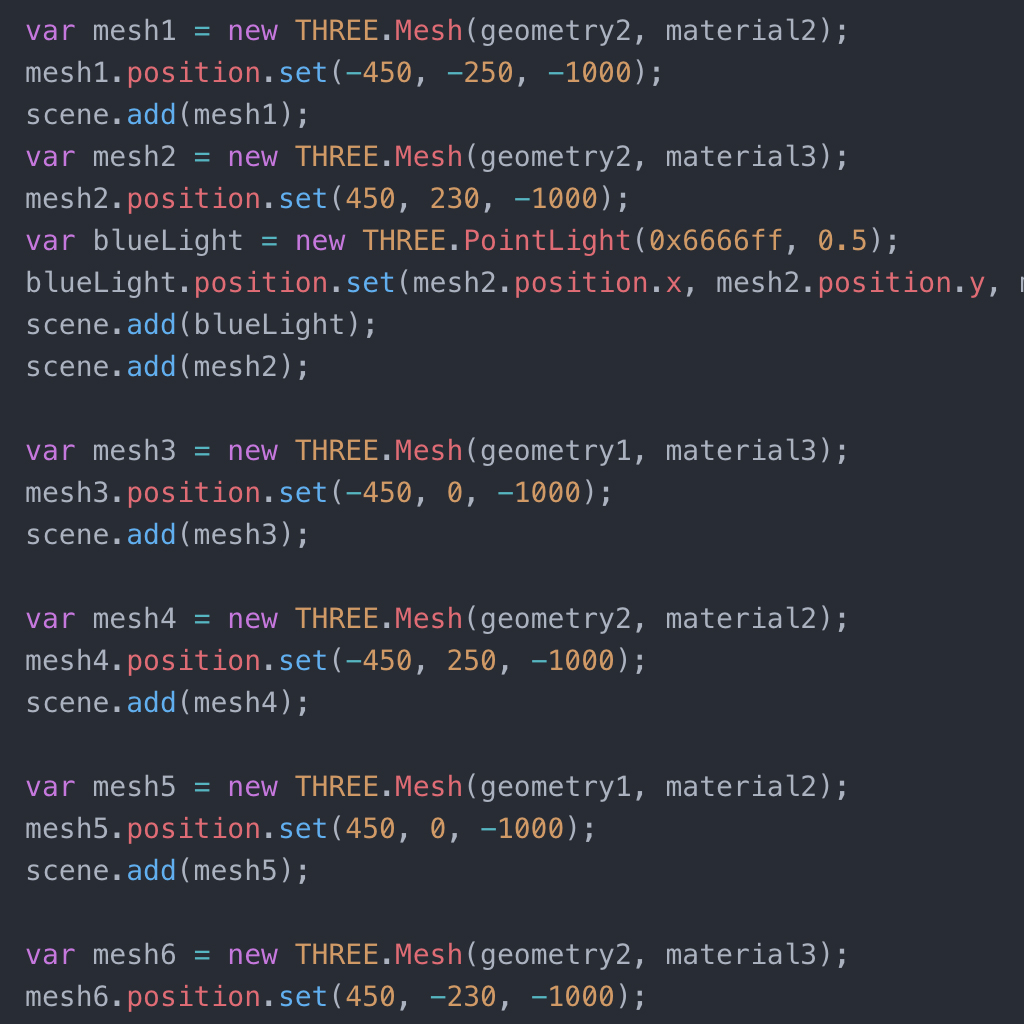 var mesh1 = new THREE.Mesh(geometry2, material2);
mesh1.position.set(-450, -250, -1000);
scene.add(mesh1);
var mesh2 = new THREE.Mesh(geometry2, material3);
mesh2.position.set(450, 230, -1000);
var blueLight = new THREE.PointLight(0x6666ff, 0.5);
blueLight.position.set(mesh2.position.x, mesh2.position.y,
scene.add(blueLight);
scene.add(mesh2);
var mesh3 = new THREE.Mesh(geometry1, material3);
mesh3.position.set(-450, 0, -1000);
scene.add(mesh3);
var mesh4 = new THREE.Mesh(geometry2, material2);
mesh4.position.set(-450, 250, -1000);
scene.add(mesh4);
var mesh5 = new THREE.Mesh(geometry1, material2);
mesh5.position.set(450, 0, -1000);
scene.add(mesh5);
var mesh6 = new THREE.Mesh(geometry2, material3);
mesh6.position.set(450, -230, -1000);